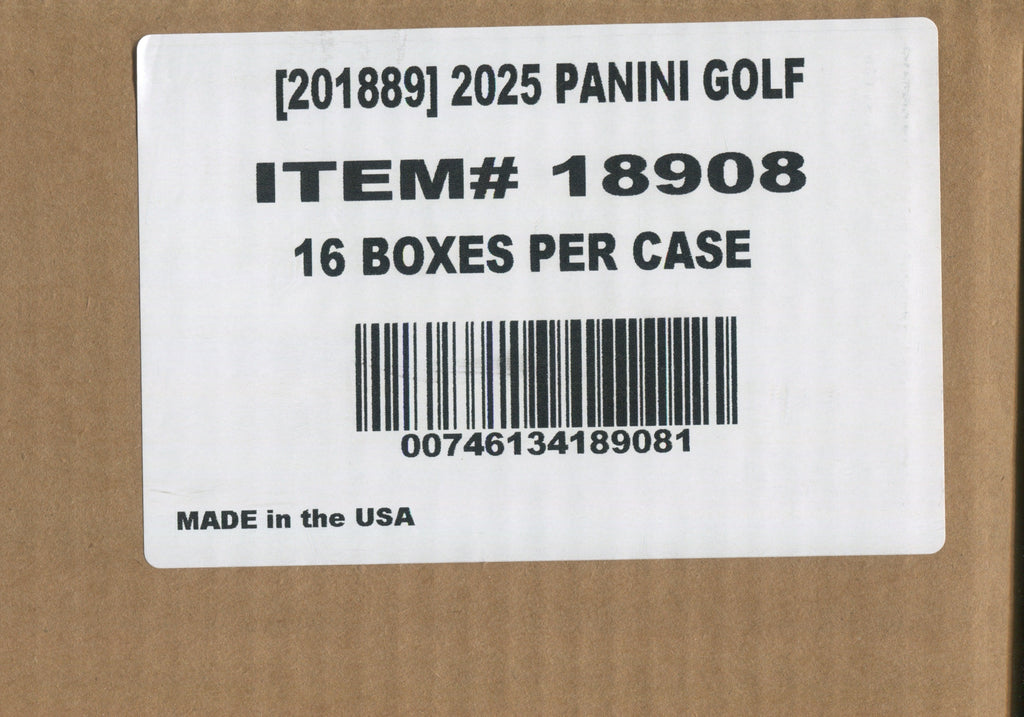 [201889] 2025 PANINI GOLF
ITEM# 18908
16 BOXES PER CASE
00746134189081
MADE in the USA